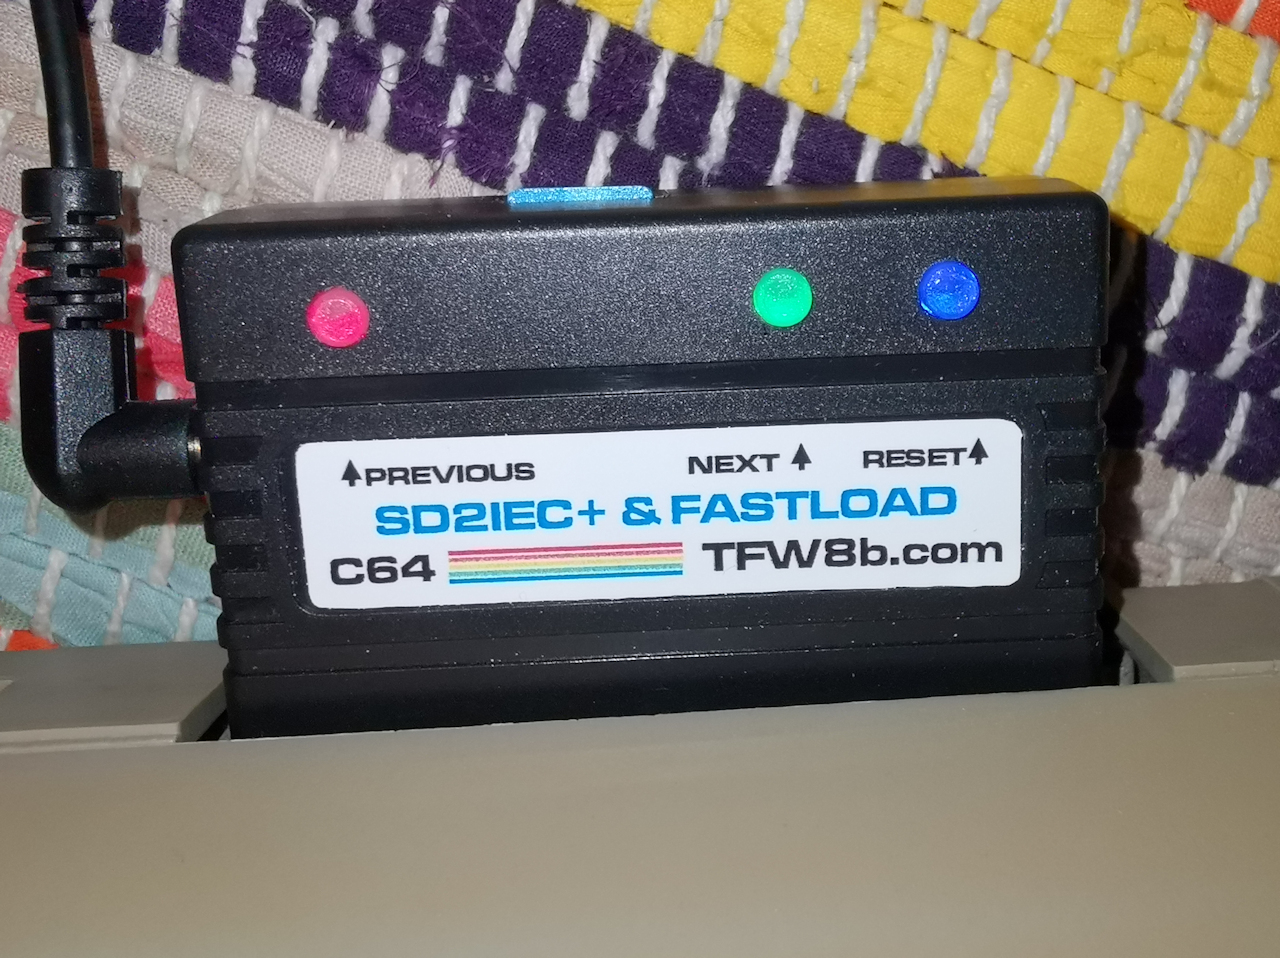 PREVIOUS NEXT RESET
SD2IEC+ & FASTLOAD
C64 TFW8b.com